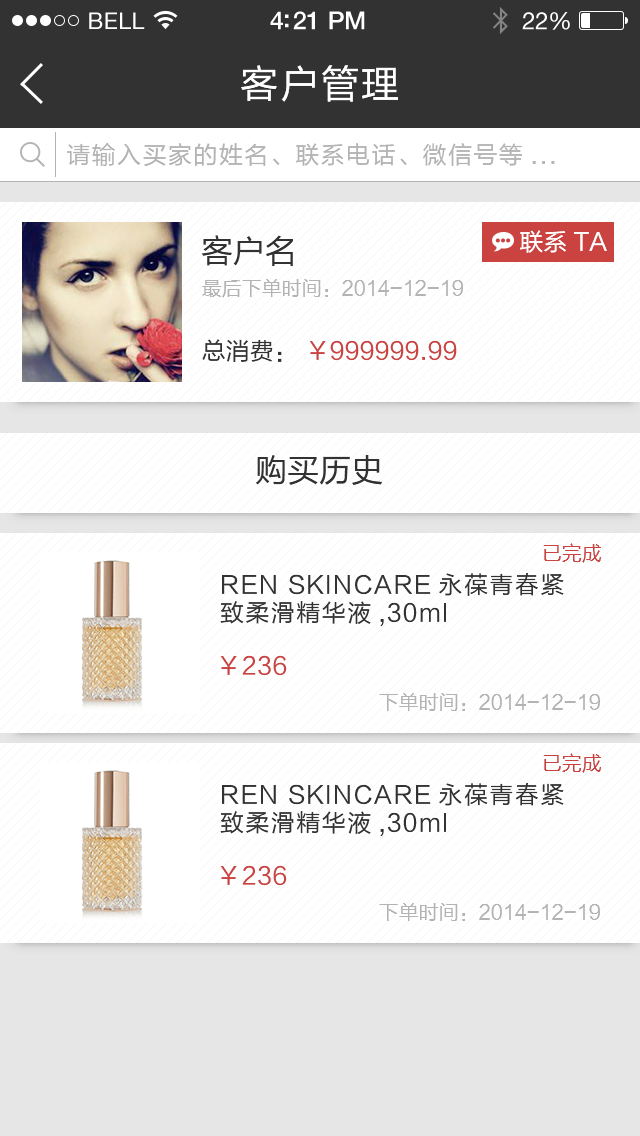 BELL 4:21 PM 22%
客户管理
请输入买家的姓名、联系电话、微信号等 ...
客户名
联系 TA
最后下单时间：2014-12-19
总消费： ￥999999.99
购买历史
已完成
REN SKINCARE 永葆青春紧
致柔滑精华液 ,30ml
￥236
下单时间：2014-12-19
已完成
REN SKINCARE 永葆青春紧
致柔滑精华液 ,30ml
￥236
下单时间：2014-12-19